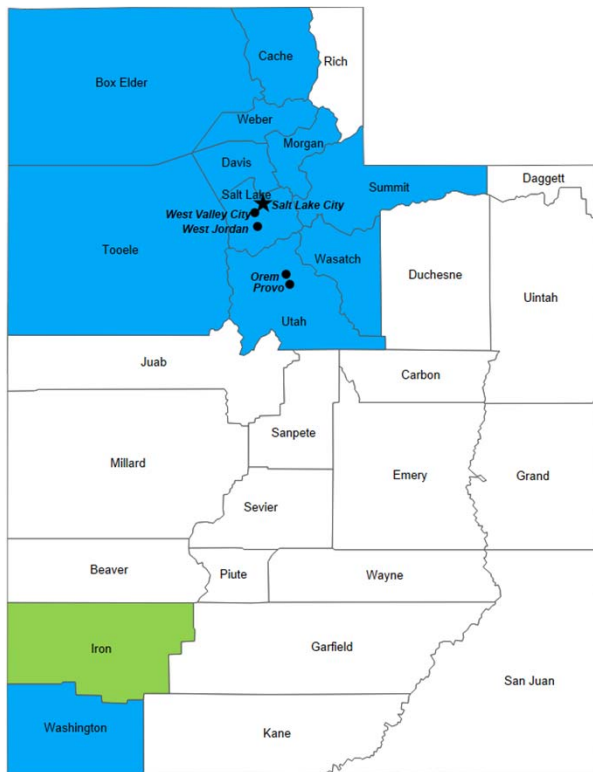 Cache
Rich
Box Elder
Weber
Morgan
Davis
Summit
Daggett
Salt Lake
Salt Lake City
West Valley City
West Jordan
Tooele
Wasatch
Duchesne
Uintah
Orem
Provo
Utah
Juab
Carbon
Sanpete
Millard
Emery
Grand
Sevier
Beaver
Piute
Wayne
Iron
Garfield
San Juan
Washington
Kane